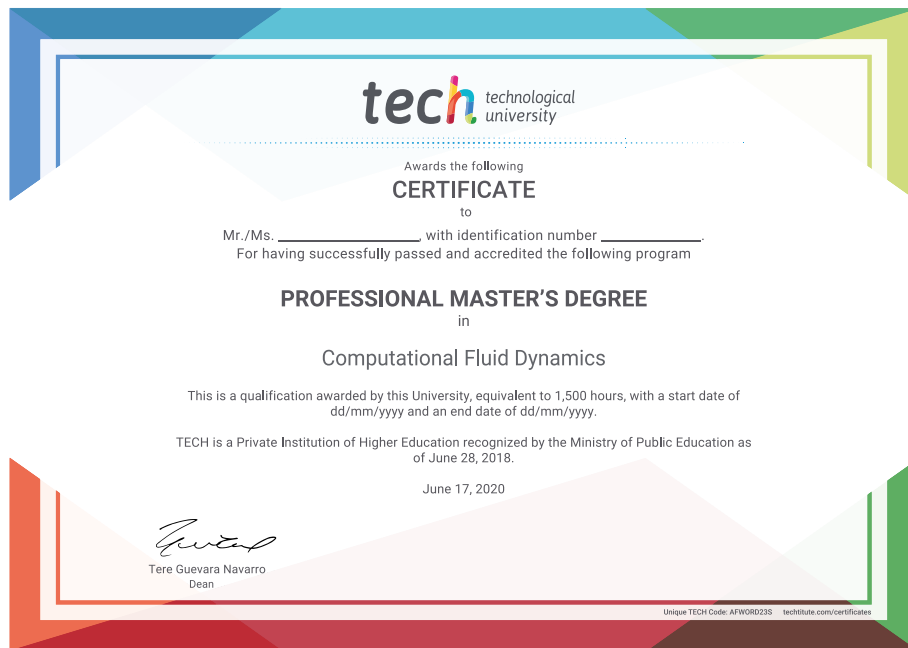 tech technological
university
Awards the following
CERTIFICATE
to
Mr./Ms. ____________________, with identification number ______________.
For having successfully passed and accredited the following program
PROFESSIONAL MASTER'S DEGREE
in
Computational Fluid Dynamics
This is a qualification awarded by this University, equivalent to 1,500 hours, with a start date of
dd/mm/yyyy and an end date of dd/mm/yyyy.
TECH is a Private Institution of Higher Education recognized by the Ministry of Public Education as
of June 28, 2018.
June 17, 2020
Tere Guevara Navarro
Dean
Unique TECH Code: AFWORD23S techtitute.com/certificates